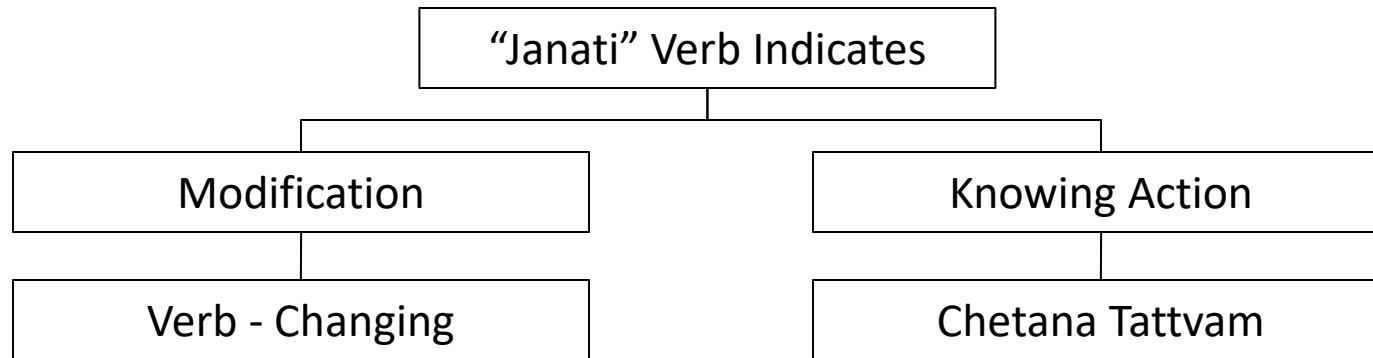 “Janati” Verb Indicates
Modification
Knowing Action
Verb - Changing
Chetana Tattvam